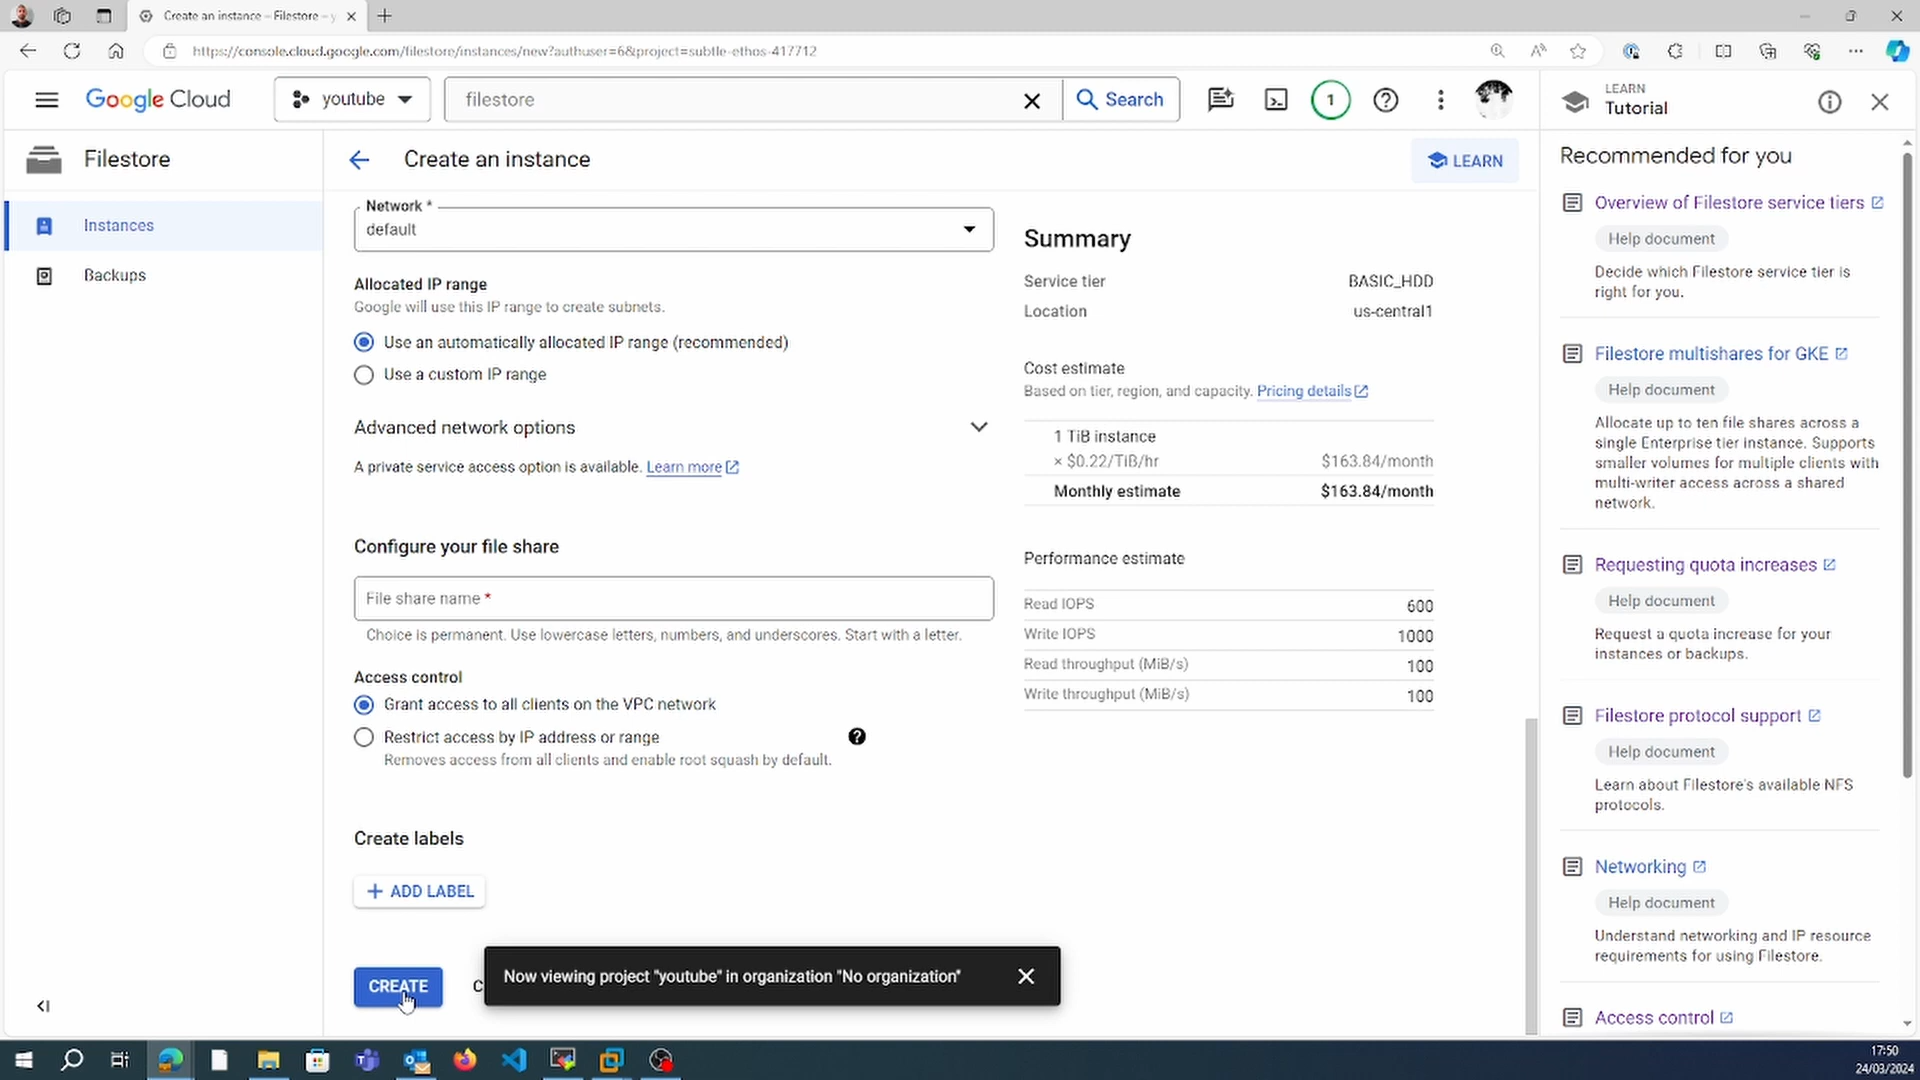 Create an instance – Filestore – y
https://console.cloud.google.com/filestore/instances/new?authuser=6&project=subtle-ethos-417712
Google Cloud
youtube
filestore
Search
1
LEARN
Tutorial
Filestore
Create an instance
LEARN
Instances
Backups
Network *
default
Allocated IP range
Google will use this IP range to create subnets.
Use an automatically allocated IP range (recommended)
Use a custom IP range
Advanced network options
A private service access option is available. Learn more
Configure your file share
File share name *
Choice is permanent. Use lowercase letters, numbers, and underscores. Start with a letter.
Access control
Grant access to all clients on the VPC network
Restrict access by IP address or range
Removes access from all clients and enable root squash by default.
Create labels
+ ADD LABEL
CREATE
C
Now viewing project "youtube" in organization "No organization"
Summary
Service tier BASIC_HDD
Location us-central1
Cost estimate
Based on tier, region, and capacity. Pricing details
1 TiB instance
× $0.22/TiB/hr $163.84/month
Monthly estimate $163.84/month
Performance estimate
Read IOPS 600
Write IOPS 1000
Read throughput (MiB/s) 100
Write throughput (MiB/s) 100
Recommended for you
Overview of Filestore service tiers
Help document
Decide which Filestore service tier is
right for you.
Filestore multishares for GKE
Help document
Allocate up to ten file shares across a
single Enterprise tier instance. Supports
smaller volumes for multiple clients with
multi-writer access across a shared
network.
Requesting quota increases
Help document
Request a quota increase for your
instances or backups.
Filestore protocol support
Help document
Learn about Filestore's available NFS
protocols.
Networking
Help document
Understand networking and IP resource
requirements for using Filestore.
Access control
17:50
24/03/2024